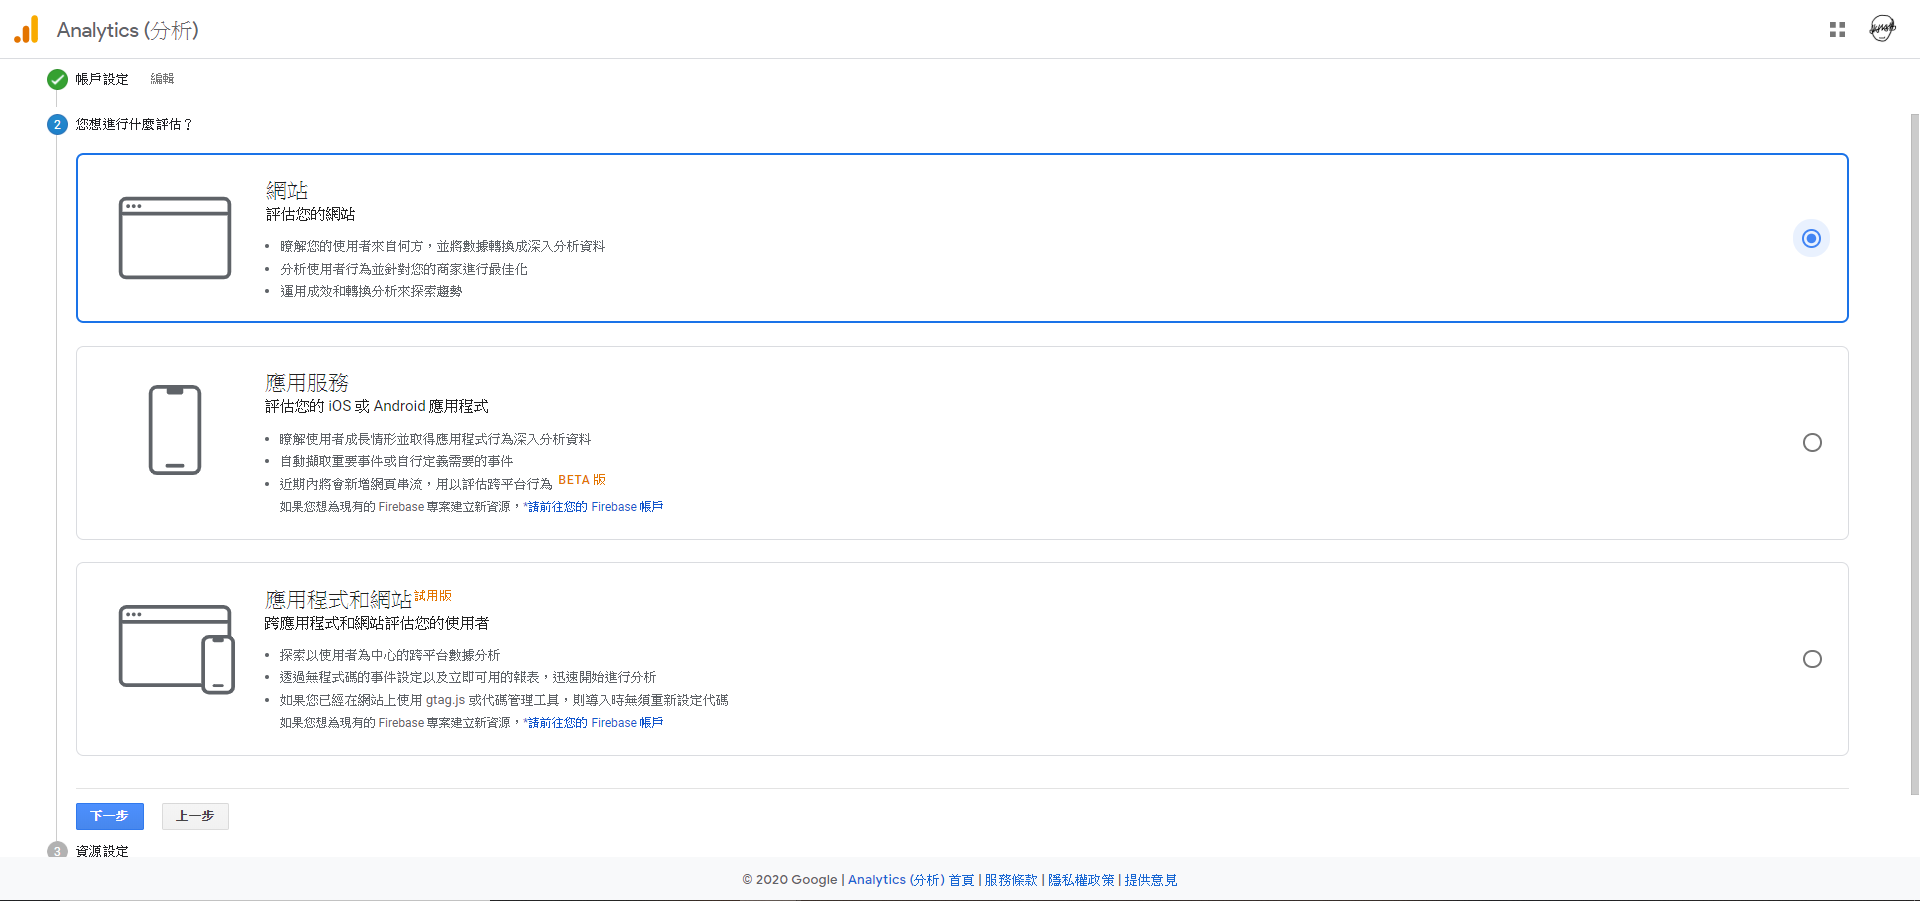 Analytics (分析)
帳戶設定 編輯
2 您想進行什麼評估？
網站
評估您的網站
• 瞭解您的使用者來自何方，並將數據轉換成深入分析資料
• 分析使用者行為並針對您的商家進行最佳化
• 運用成效和轉換分析來探索趨勢
應用服務
評估您的 iOS 或 Android 應用程式
• 瞭解使用者成長情形並取得應用程式行為深入分析資料
• 自動擷取重要事件或自行定義需要的事件
• 近期內將會新增網頁串流，用以評估跨平台行為 BETA 版
如果您想為現有的 Firebase 專案建立新資源，*請前往您的 Firebase 帳戶
應用程式和網站 試用版
跨應用程式和網站評估您的使用者
• 探索以使用者為中心的跨平台數據分析
• 透過無程式碼的事件設定以及立即可用的報表，迅速開始進行分析
• 如果您已經在網站上使用 gtag.js 或代碼管理工具，則導入時無須重新設定代碼
如果您想為現有的 Firebase 專案建立新資源，*請前往您的 Firebase 帳戶
下一步 上一步
3 資源設定
© 2020 Google | Analytics (分析) 首頁 | 服務條款 | 隱私權政策 | 提供意見